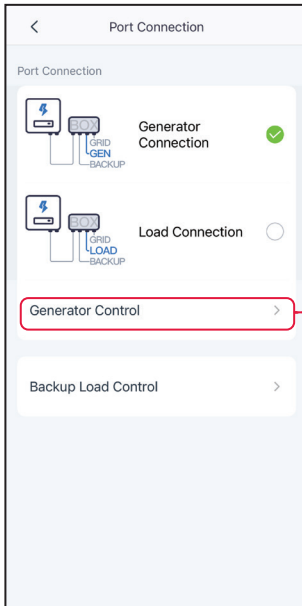 Port Connection
Port Connection
BOX
GRID
GEN
BACKUP
Generator
Connection
BOX
GRID
LOAD
BACKUP
Load Connection
Generator Control
Backup Load Control